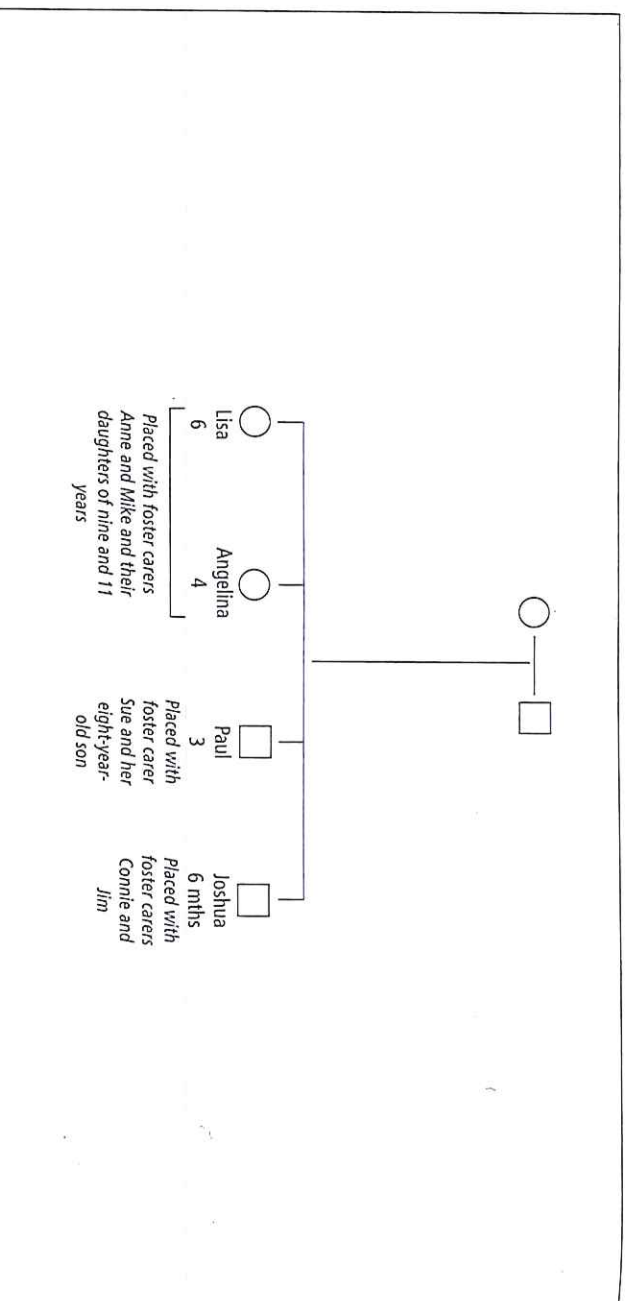 Lisa
6
Angelina
4
Placed with foster carers
Anne and Mike and their
daughters of nine and 11
years
Paul
3
Placed with
foster carer
Sue and her
eight-year-
old son
Joshua
6 mths
Placed with
foster carers
Connie and
Jim